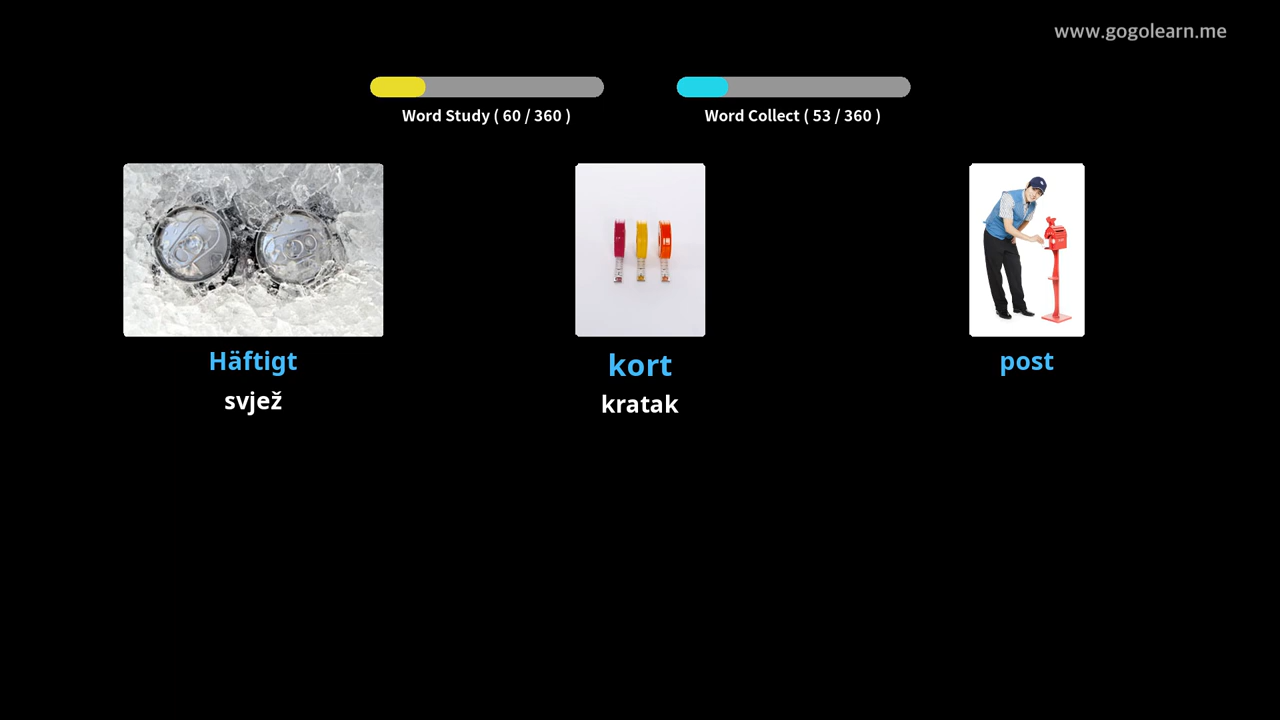 www.gogolearn.me
Word Study ( 60 / 360 )
Word Collect ( 53 / 360 )
Häftigt
kort
post
svjež
kratak